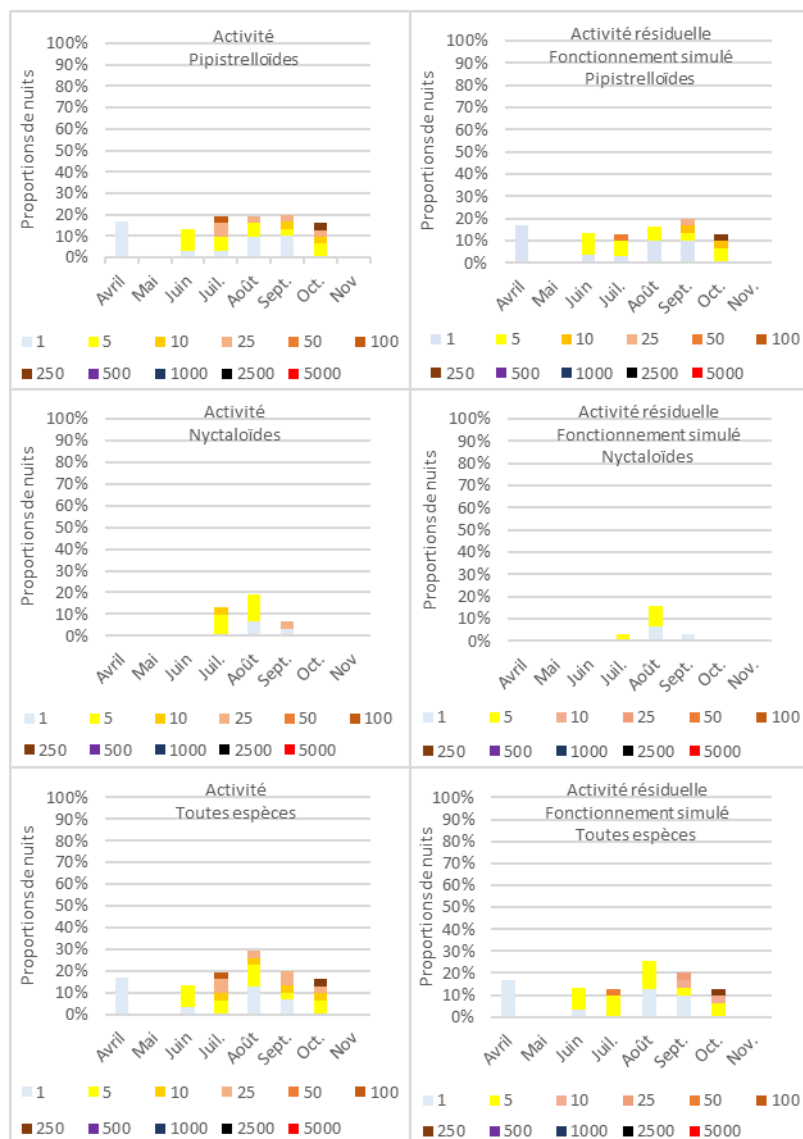 Activité
Pipistrelloïdes
Proportions de nuits
100%
90%
80%
70%
60%
50%
40%
30%
20%
10%
0%
Avril Mai Juin Juil. Août Sept. Oct. Nov
1 5 10 25 50 100
250 500 1000 2500 5000
Activité résiduelle
Fonctionnement simulé
Pipistrelloïdes
Proportions de nuits
100%
90%
80%
70%
60%
50%
40%
30%
20%
10%
0%
Avril Mai Juin Juil. Août Sept. Oct. Nov.
1 5 10 25 50 100
250 500 1000 2500 5000
Activité
Nyctaloïdes
Proportions de nuits
100%
90%
80%
70%
60%
50%
40%
30%
20%
10%
0%
Avril Mai Juin Juil. Août Sept. Oct. Nov
1 5 10 25 50 100
250 500 1000 2500 5000
Activité résiduelle
Fonctionnement simulé
Nyctaloïdes
Proportions de nuits
100%
90%
80%
70%
60%
50%
40%
30%
20%
10%
0%
Avril Mai Juin Juil. Août Sept. Oct. Nov.
1 5 10 25 50 100
250 500 1000 2500 5000
Activité
Toutes espèces
Proportions de nuits
100%
90%
80%
70%
60%
50%
40%
30%
20%
10%
0%
Avril Mai Juin Juil. Août Sept. Oct. Nov
1 5 10 25 50 100
250 500 1000 2500 5000
Activité résiduelle
Fonctionnement simulé
Toutes espèces
Proportions de nuits
100%
90%
80%
70%
60%
50%
40%
30%
20%
10%
0%
Avril Mai Juin Juil. Août Sept. Oct. Nov.
1 5 10 25 50 100
250 500 1000 2500 5000